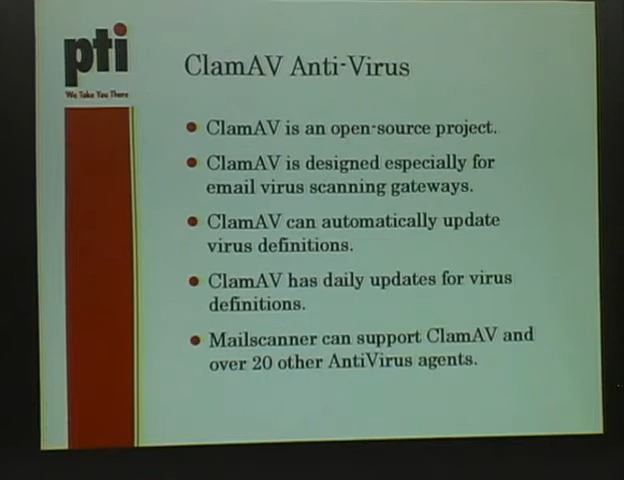 pti
We Take You There
ClamAV Anti-Virus
ClamAV is an open-source project.
ClamAV is designed especially for
email virus scanning gateways.
ClamAV can automatically update
virus definitions.
ClamAV has daily updates for virus
definitions.
Mailscanner can support ClamAV and
over 20 other AntiVirus agents.